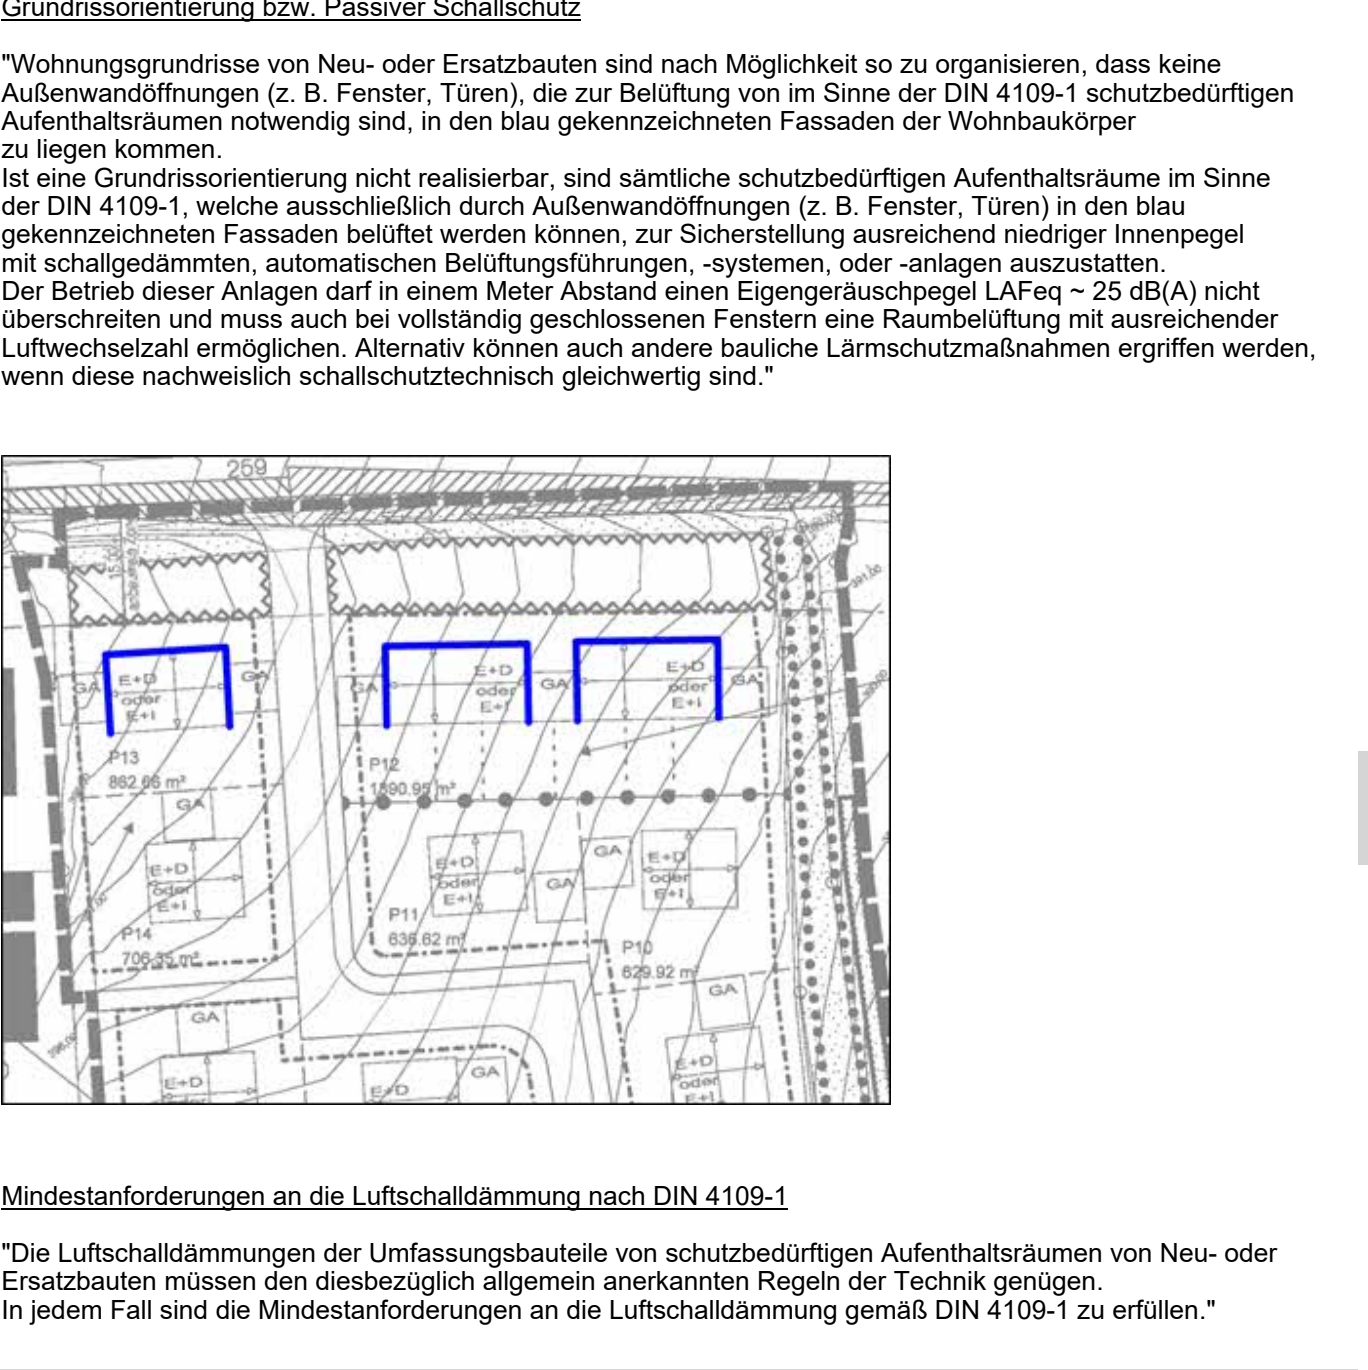 Grundrissorientierung bzw. Passiver Schallschutz
"Wohnungsgrundrisse von Neu- oder Ersatzbauten sind nach Möglichkeit so zu organisieren, dass keine
Außenwandöffnungen (z. B. Fenster, Türen), die zur Belüftung von im Sinne der DIN 4109-1 schutzbedürftigen
Aufenthaltsräumen notwendig sind, in den blau gekennzeichneten Fassaden der Wohnbaukörper
zu liegen kommen.
Ist eine Grundrissorientierung nicht realisierbar, sind sämtliche schutzbedürftigen Aufenthaltsräume im Sinne
der DIN 4109-1, welche ausschließlich durch Außenwandöffnungen (z. B. Fenster, Türen) in den blau
gekennzeichneten Fassaden belüftet werden können, zur Sicherstellung ausreichend niedriger Innenpegel
mit schallgedämmten, automatischen Belüftungsführungen, -systemen, oder -anlagen auszustatten.
Der Betrieb dieser Anlagen darf in einem Meter Abstand einen Eigengeräuschpegel LAFeq ~ 25 dB(A) nicht
überschreiten und muss auch bei vollständig geschlossenen Fenstern eine Raumbelüftung mit ausreichender
Luftwechselzahl ermöglichen. Alternativ können auch andere bauliche Lärmschutzmaßnahmen ergriffen werden,
wenn diese nachweislich schallschutztechnisch gleichwertig sind."
259
391,00
GA
E+D
oder
E+I
GA
GA
E+D
oder
E+I
GA
E+D
oder
E+I
GA
P13
862.66 m²
P12
1890.95 m²
GA
E+D
oder
E+I
E+D
oder
E+I
GA
GA
E+D
oder
E+I
P14
706.35 m²
P11
636.62 m²
P10
629.92 m²
GA
GA
E+D
E+D
GA
E+D
oder
E+I
Mindestanforderungen an die Luftschalldämmung nach DIN 4109-1
"Die Luftschalldämmungen der Umfassungsbauteile von schutzbedürftigen Aufenthaltsräumen von Neu- oder
Ersatzbauten müssen den diesbezüglich allgemein anerkannten Regeln der Technik genügen.
In jedem Fall sind die Mindestanforderungen an die Luftschalldämmung gemäß DIN 4109-1 zu erfüllen."